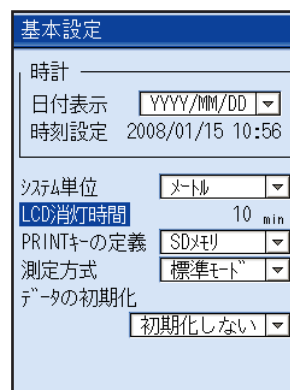 基本設定
時計
日付表示 YYYY/MM/DD
時刻設定 2008/01/15 10:56
ｼｽﾃﾑ単位 ﾒｰﾄﾙ
LCD消灯時間 10 min
PRINTｷｰの定義 SDﾒﾓﾘ
測定方式 標準ﾓｰﾄﾞ
ﾃﾞｰﾀの初期化
初期化しない